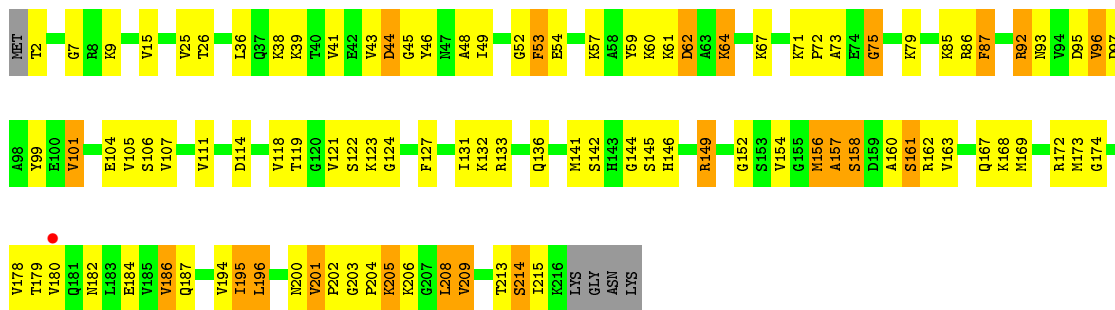 MET T2 G7 R8 K9 V15 V25 T26 L36 Q37 K38 K39 T40 V41 E42 V43 D44 G45 Y46 N47 A48 I49 G52 F53 E54 K57 A58 Y59 K60 K61 D62 A63 K64 K67 K71 P72 A73 E74 G75 K79 K85 R86 F87 R92 N93 V94 D95 V96 D97
A98 Y99 E100 V101 E104 V105 S106 V107 V111 D114 V118 T119 G120 V121 S122 K123 G124 F127 I131 K132 R133 Q136 M141 S142 H143 G144 S145 H146 R149 G152 S153 V154 G155 M156 A157 S158 D159 A160 S161 R162 V163 Q167 K168 M169 R172 M173 G174
V178 T179 V180 Q181 N182 L183 E184 V185 V186 Q187 V194 I195 L196 N200 V201 P202 G203 P204 K205 K206 G207 L208 V209 T213 S214 I215 K216 LYS GLY ASN LYS